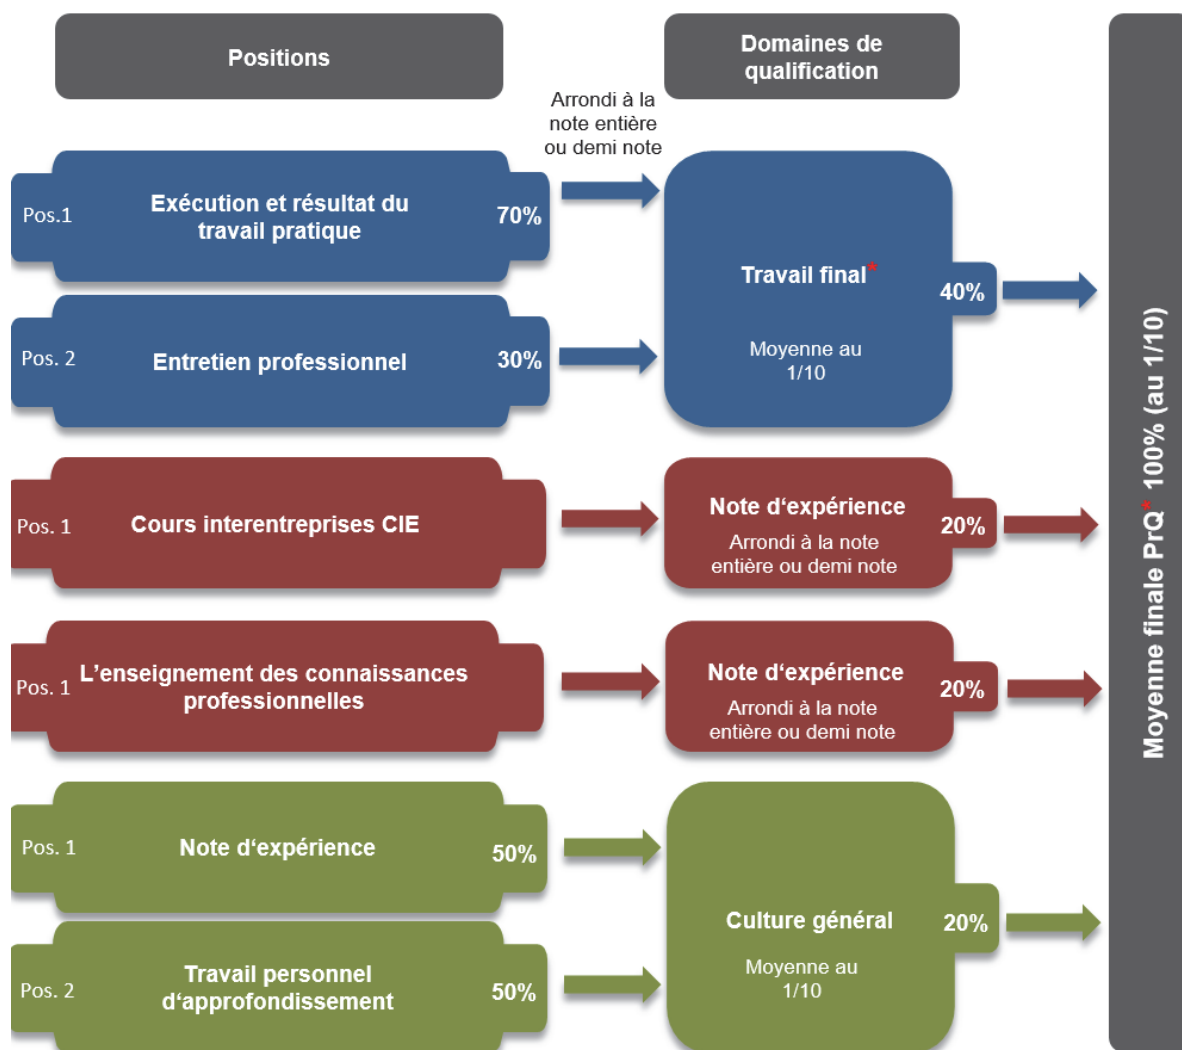 Positions
Domaines de
qualification
Arrondi à la
note entière
ou demi note
Pos.1
Exécution et résultat du
travail pratique
70%
Pos. 2
Entretien professionnel
30%
Travail final*
Moyenne au
1/10
40%
Pos. 1
Cours interentreprises CIE
Note d‘expérience
Arrondi à la note
entière ou demi note
20%
Pos. 1
L’enseignement des connaissances
professionnelles
Note d‘expérience
Arrondi à la note
entière ou demi note
20%
Pos. 1
Note d‘expérience
50%
Pos. 2
Travail personnel
d‘approfondissement
50%
Culture général
Moyenne au
1/10
20%
Moyenne finale PrQ* 100% (au 1/10)